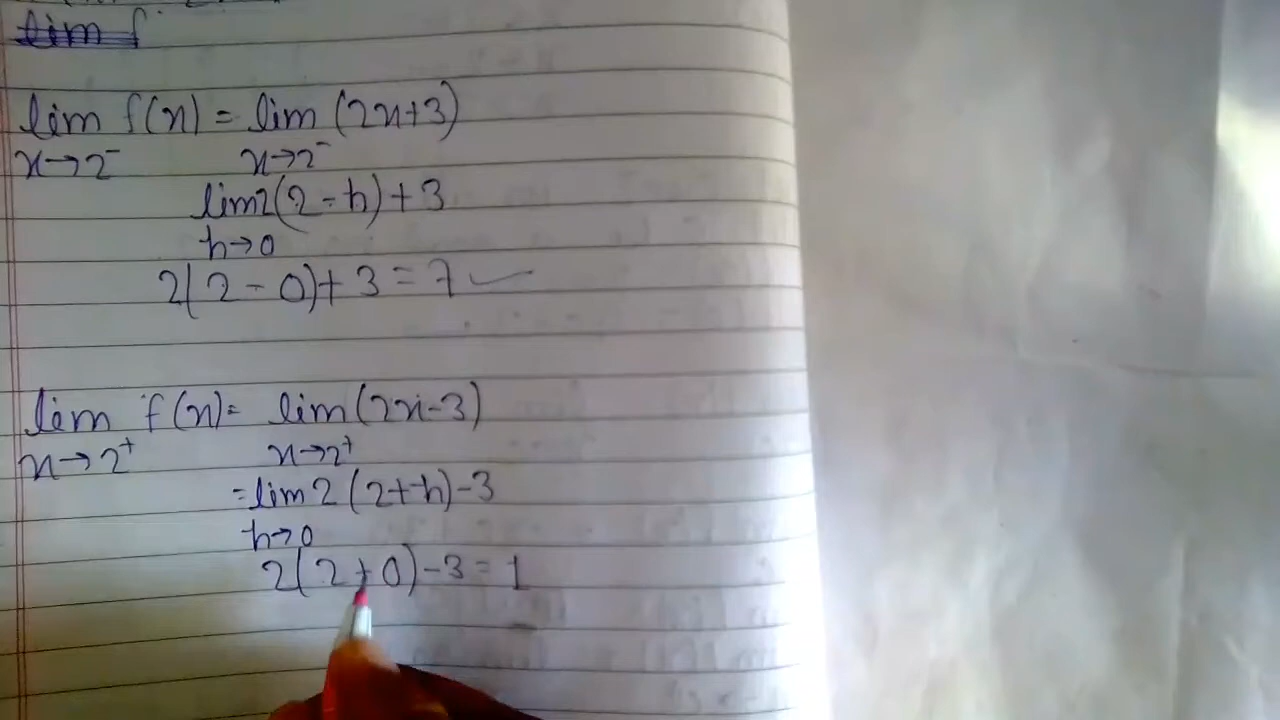 lim f
lim f(x) = lim (2x+3)
x→2⁻ x→2⁻
lim 2(2-h)+3
h→0
2(2-0)+3=7
lim f(x)= lim(2x-3)
x→2⁺ x→2⁺
=lim 2(2+h)-3
h→0
2(2+0)-3=1